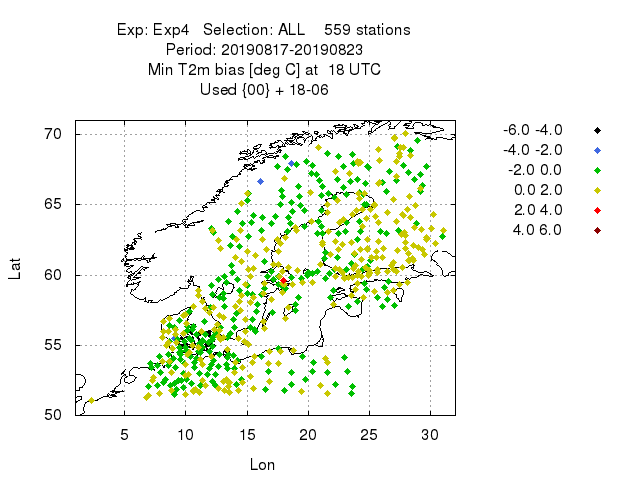 Exp: Exp4 Selection: ALL 559 stations
Period: 20190817-20190823
Min T2m bias [deg C] at 18 UTC
Used {00} + 18-06
-6.0 -4.0
-4.0 -2.0
-2.0 0.0
0.0 2.0
2.0 4.0
4.0 6.0
70
65
60
55
50
Lat
5 10 15 20 25 30
Lon